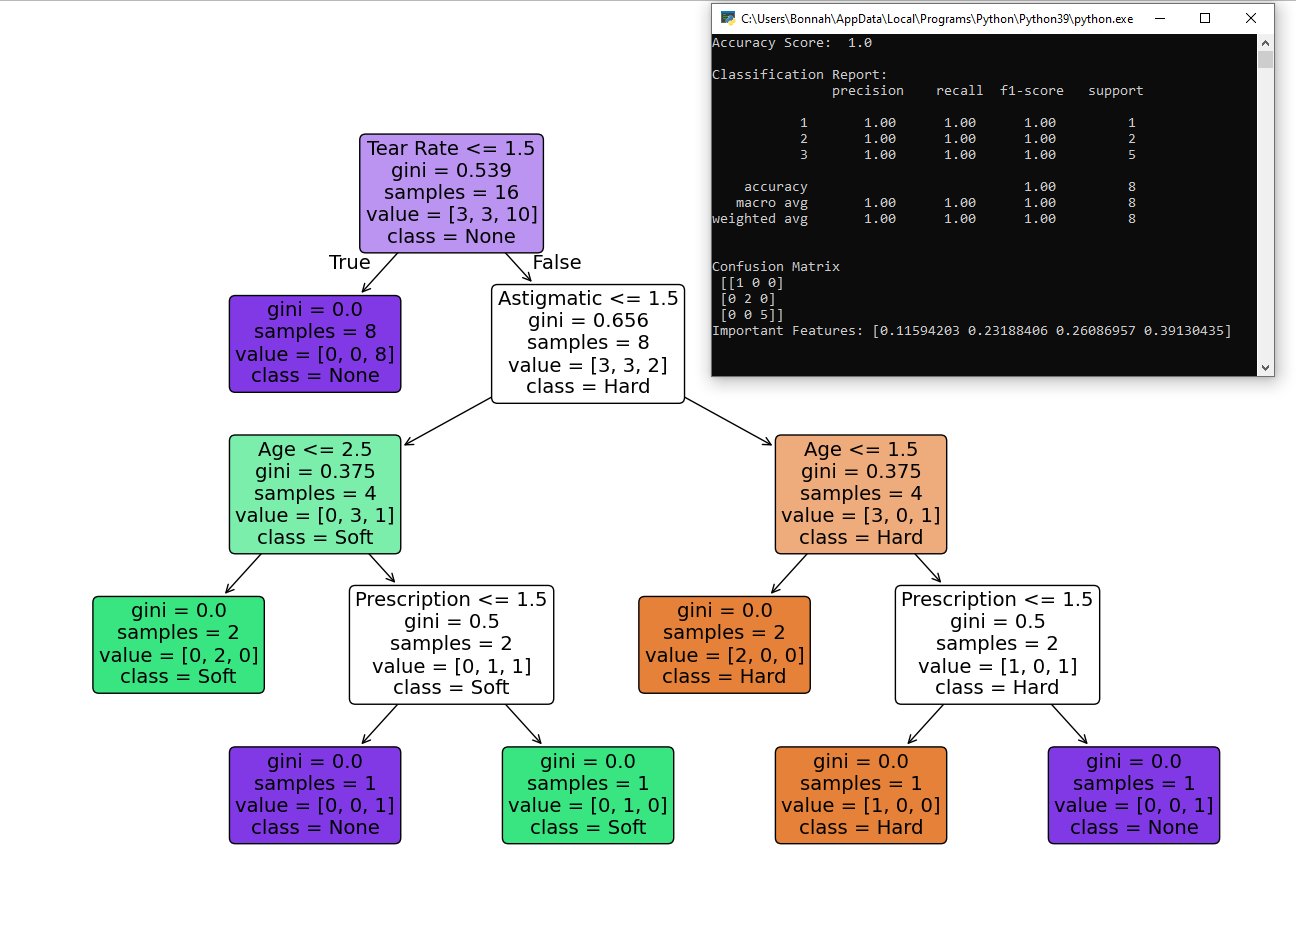 C:\Users\Bonnah\AppData\Local\Programs\Python\Python39\python.exe
Accuracy Score:  1.0
Classification Report:
precision    recall  f1-score   support
1       1.00      1.00      1.00         1
2       1.00      1.00      1.00         2
3       1.00      1.00      1.00         5
accuracy                           1.00         8
macro avg       1.00      1.00      1.00         8
weighted avg       1.00      1.00      1.00         8
Confusion Matrix
[[1 0 0]
[0 2 0]
[0 0 5]]
Important Features: [0.11594203 0.23188406 0.26086957 0.39130435]
Tear Rate <= 1.5
gini = 0.539
samples = 16
value = [3, 3, 10]
class = None
True
False
gini = 0.0
samples = 8
value = [0, 0, 8]
class = None
Astigmatic <= 1.5
gini = 0.656
samples = 8
value = [3, 3, 2]
class = Hard
Age <= 2.5
gini = 0.375
samples = 4
value = [0, 3, 1]
class = Soft
Age <= 1.5
gini = 0.375
samples = 4
value = [3, 0, 1]
class = Hard
gini = 0.0
samples = 2
value = [0, 2, 0]
class = Soft
Prescription <= 1.5
gini = 0.5
samples = 2
value = [0, 1, 1]
class = Soft
gini = 0.0
samples = 2
value = [2, 0, 0]
class = Hard
Prescription <= 1.5
gini = 0.5
samples = 2
value = [1, 0, 1]
class = Hard
gini = 0.0
samples = 1
value = [0, 0, 1]
class = None
gini = 0.0
samples = 1
value = [0, 1, 0]
class = Soft
gini = 0.0
samples = 1
value = [1, 0, 0]
class = Hard
gini = 0.0
samples = 1
value = [0, 0, 1]
class = None